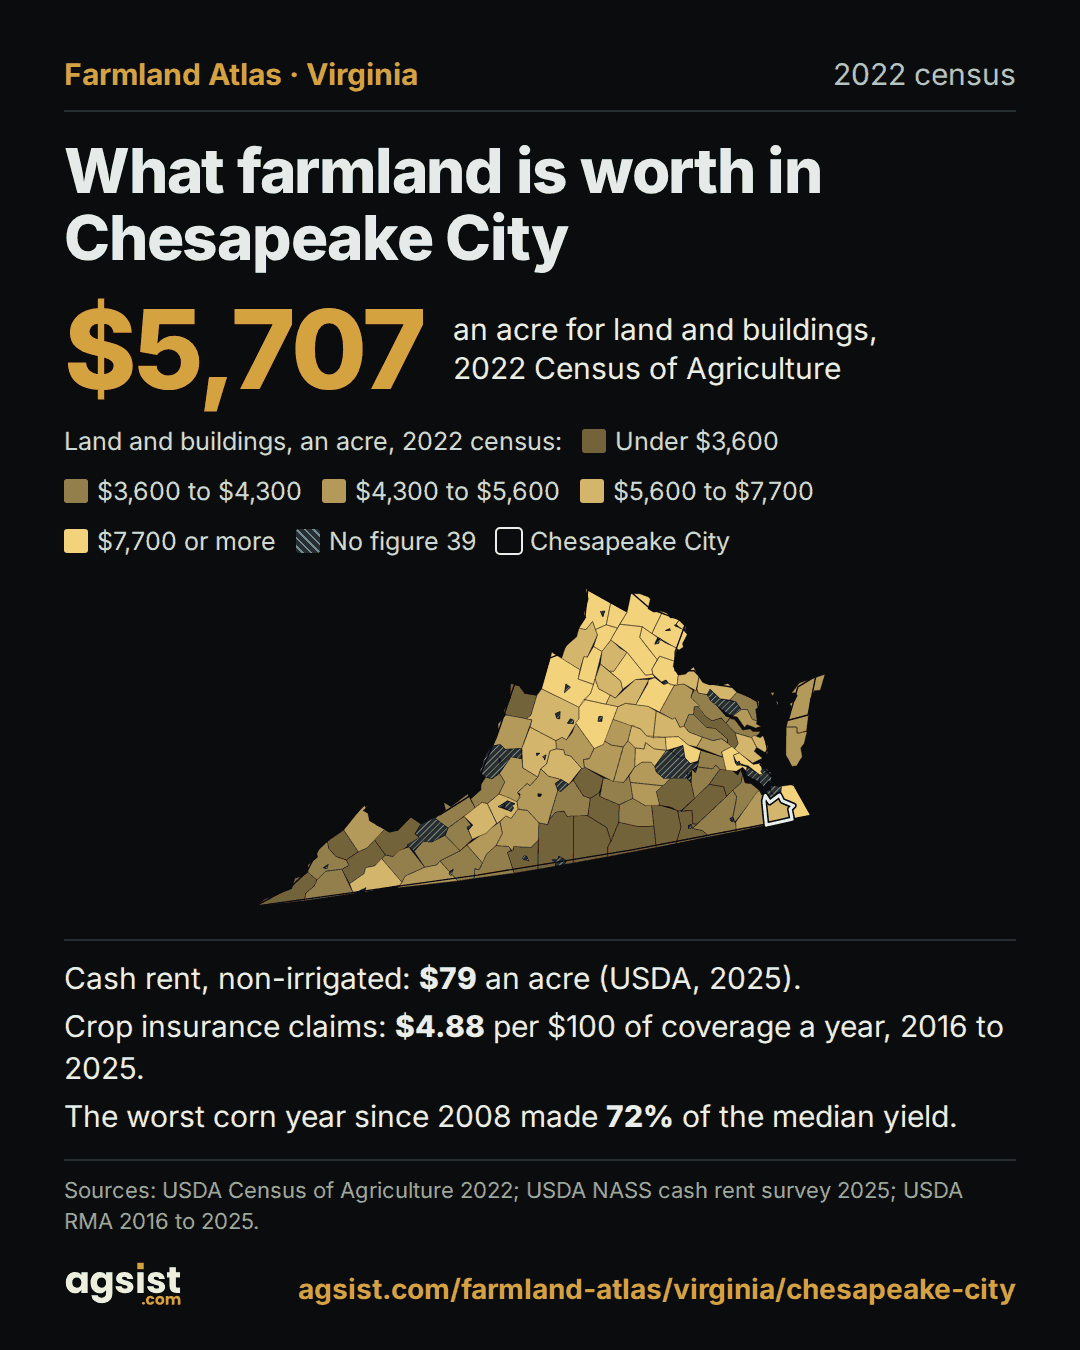 Farmland Atlas · Virginia
2022 census
What farmland is worth in
Chesapeake City
$5,707
an acre for land and buildings,
2022 Census of Agriculture
Land and buildings, an acre, 2022 census: Under $3,600
$3,600 to $4,300 $4,300 to $5,600 $5,600 to $7,700
$7,700 or more No figure 39 Chesapeake City
Cash rent, non-irrigated: $79 an acre (USDA, 2025).
Crop insurance claims: $4.88 per $100 of coverage a year, 2016 to
2025.
The worst corn year since 2008 made 72% of the median yield.
Sources: USDA Census of Agriculture 2022; USDA NASS cash rent survey 2025; USDA
RMA 2016 to 2025.
agsist
.com
agsist.com/farmland-atlas/virginia/chesapeake-city